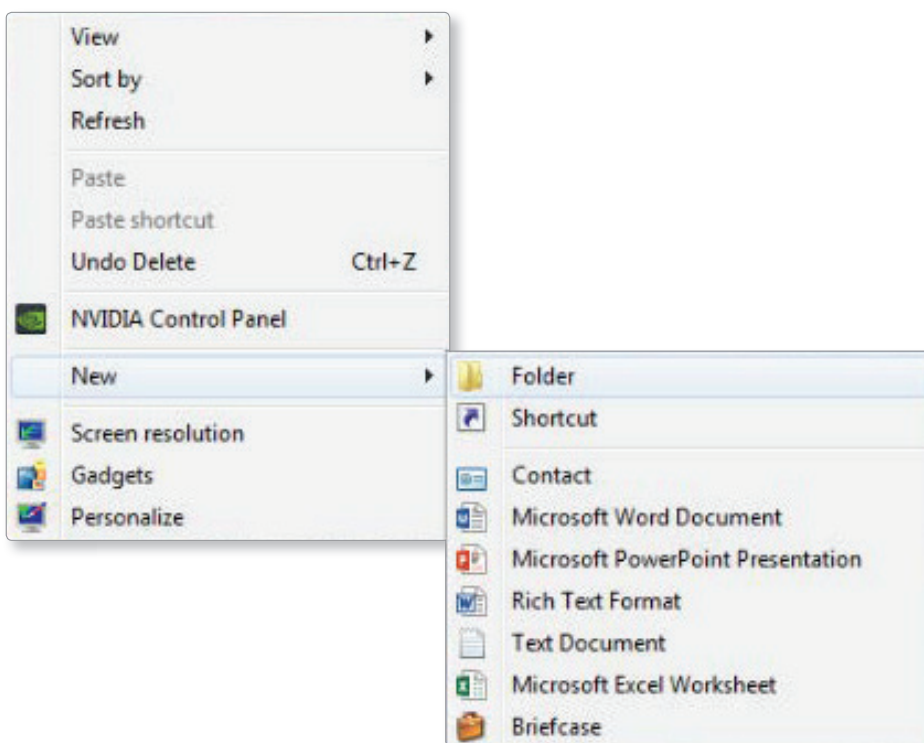 View
Sort by
Refresh
Paste
Paste shortcut
Undo Delete Ctrl+Z
NVIDIA Control Panel
New
Screen resolution
Gadgets
Personalize
Folder
Shortcut
Contact
Microsoft Word Document
Microsoft PowerPoint Presentation
Rich Text Format
Text Document
Microsoft Excel Worksheet
Briefcase